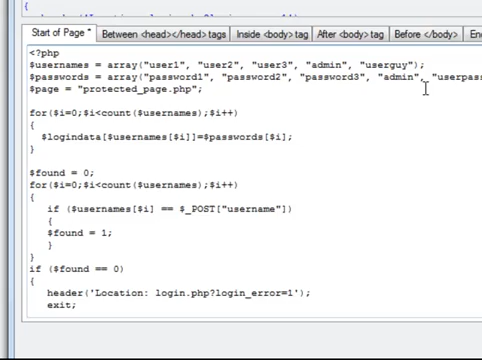 {
Start of Page *
Between <head></head> tags
Inside <body> tag
After <body> tag
Before </body>
<?php
$usernames = array("user1", "user2", "user3", "admin", "userguy");
$passwords = array("password1", "password2", "password3", "admin", "userpass
$page = "protected_page.php";
for($i=0;$i<count($usernames);$i++)
{
$logindata[$usernames[$i]]=$passwords[$i];
}
$found = 0;
for($i=0;$i<count($usernames);$i++)
{
if ($usernames[$i] == $_POST["username"])
{
$found = 1;
}
}
if ($found == 0)
{
header('Location: login.php?login_error=1');
exit;